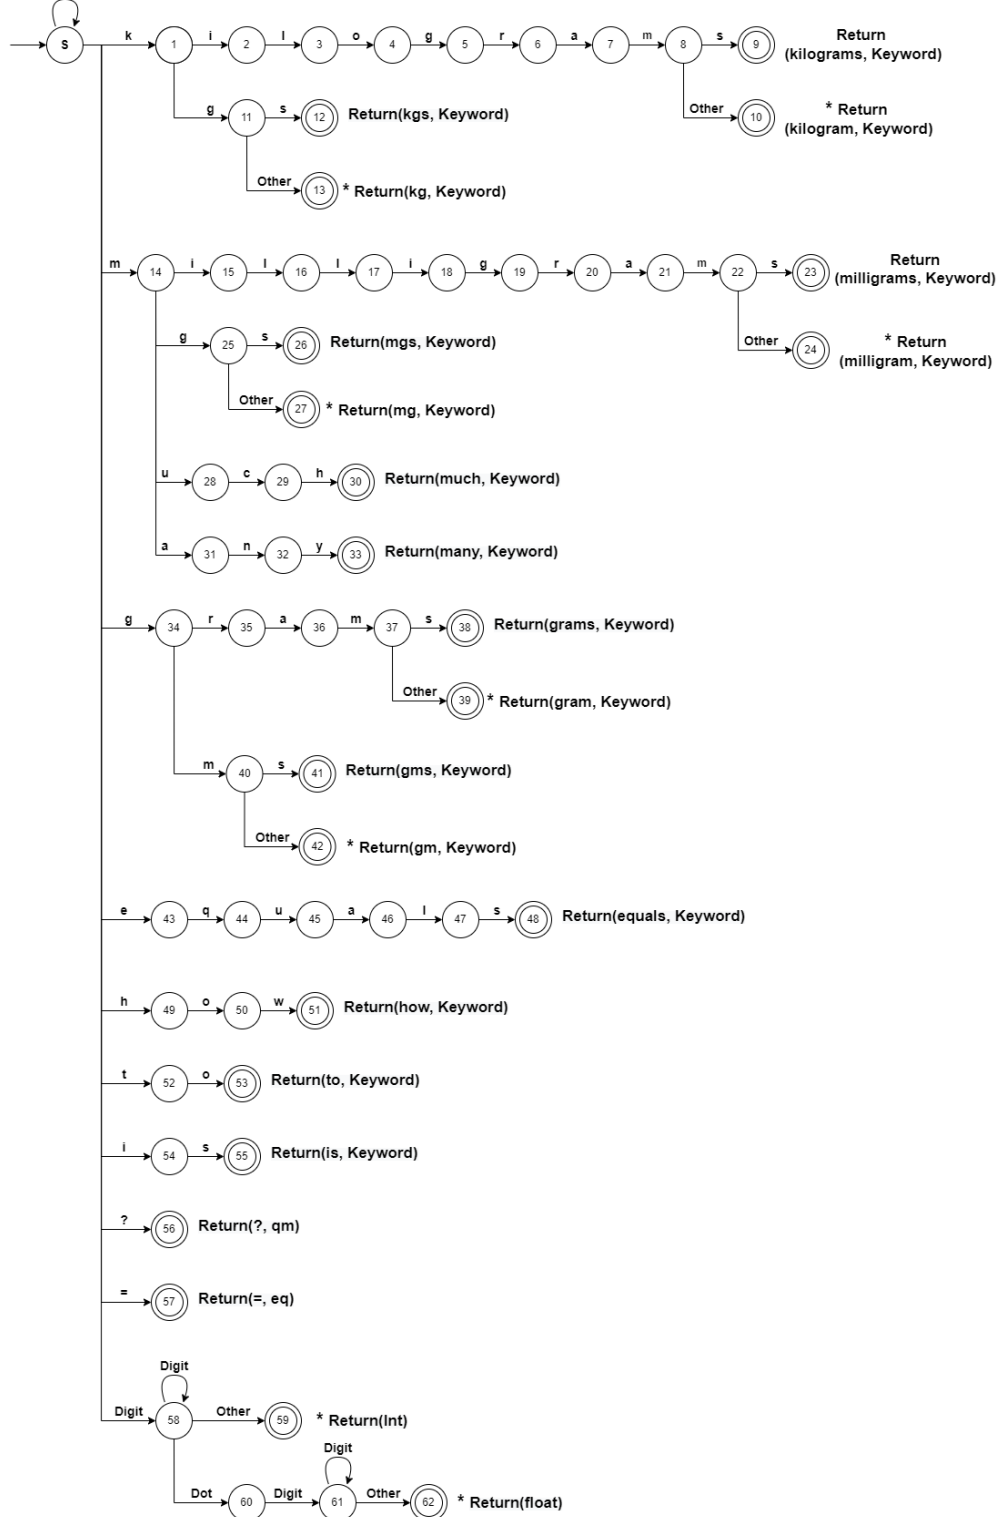 S k 1 i 2 l 3 o 4 g 5 r 6 a 7 m 8 s 9 Return
(kilograms, Keyword)
g 11 s 12 Return(kgs, Keyword) Other 10 * Return
(kilogram, Keyword)
Other 13 * Return(kg, Keyword)
m 14 i 15 l 16 l 17 i 18 g 19 r 20 a 21 m 22 s 23 Return
(milligrams, Keyword)
g 25 s 26 Return(mgs, Keyword) Other 24 * Return
(milligram, Keyword)
Other 27 * Return(mg, Keyword)
u 28 c 29 h 30 Return(much, Keyword)
a 31 n 32 y 33 Return(many, Keyword)
g 34 r 35 a 36 m 37 s 38 Return(grams, Keyword)
Other 39 * Return(gram, Keyword)
m 40 s 41 Return(gms, Keyword)
Other 42 * Return(gm, Keyword)
e 43 q 44 u 45 a 46 l 47 s 48 Return(equals, Keyword)
h 49 o 50 w 51 Return(how, Keyword)
t 52 o 53 Return(to, Keyword)
i 54 s 55 Return(is, Keyword)
? 56 Return(?, qm)
= 57 Return(=, eq)
Digit
Digit 58 Other 59 * Return(Int)
Digit
Dot 60 Digit 61 Other 62 * Return(float)